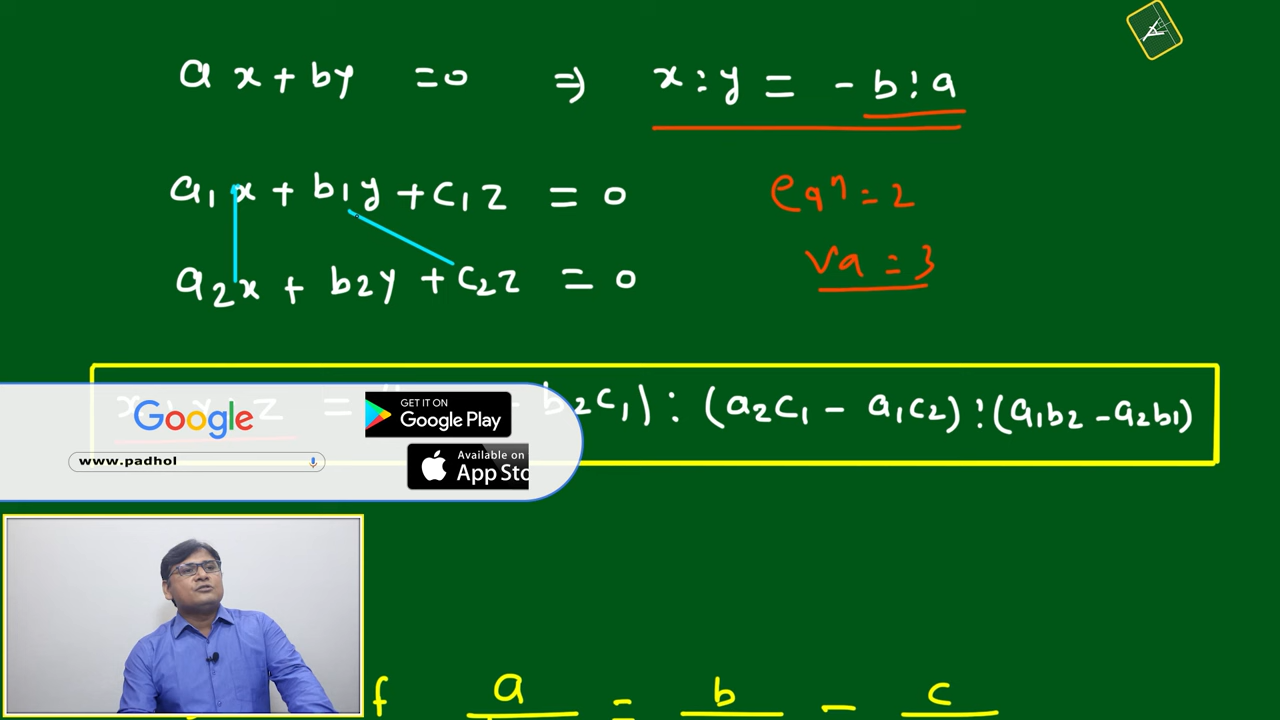 ax + by = 0 ⇒ x : y = - b : a
a1x + b1y + c1z = 0 eqn = 2
a2x + b2y + c2z = 0 va = 3
z = b2c1) : (a2c1 - a1c2) : (a1b2 - a2b1)
Google
GET IT ON
Google Play
www.padhol
Available on
App Sto
f a = b = c